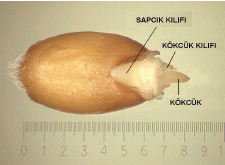 SAPCIK KILIFI
KÖKCÜK KILIFI
KÖKCÜK
0 1 2 3 4 5 6 7 8 9 1